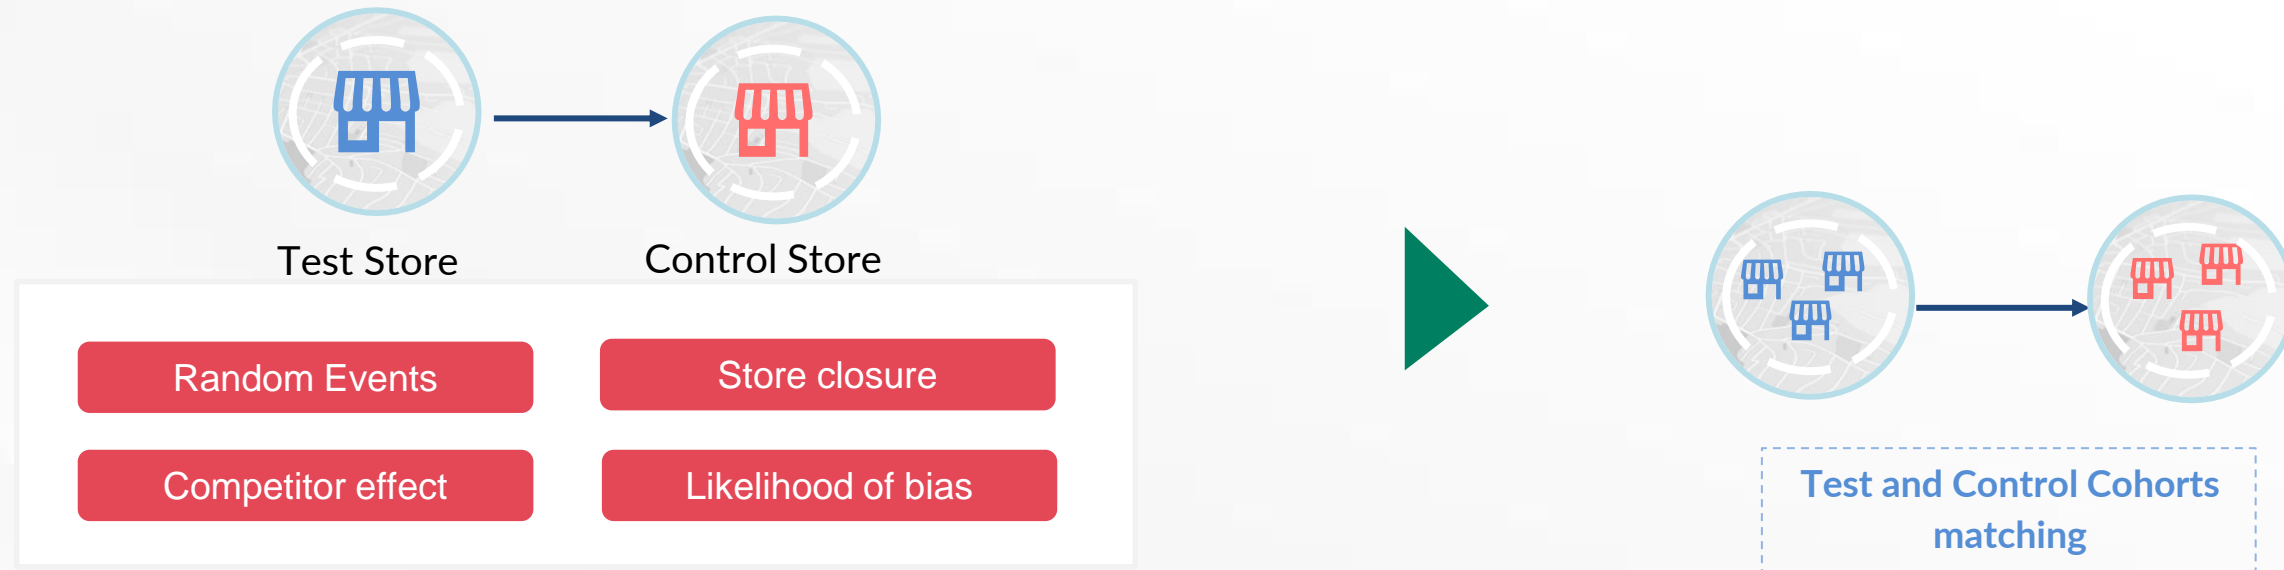 Test Store
Control Store
Random Events
Store closure
Competitor effect
Likelihood of bias
Test and Control Cohorts
matching